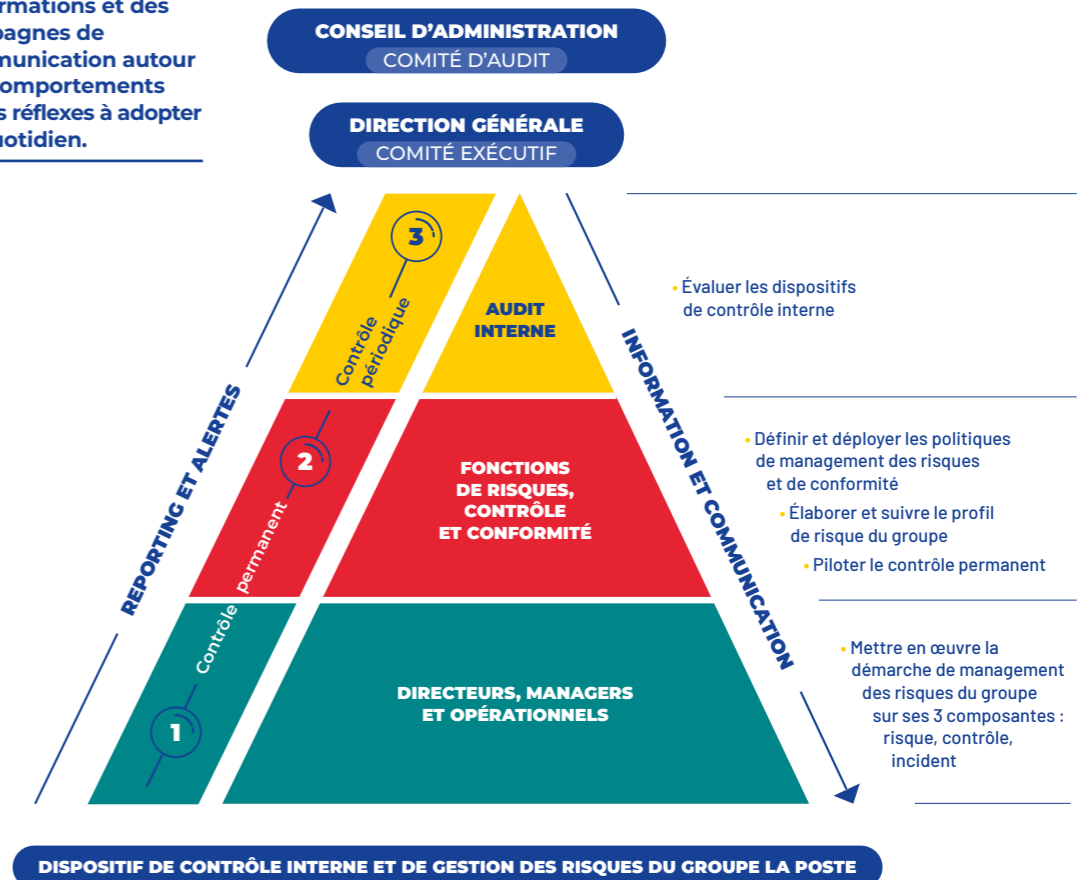 rmations et des
pagnes de
munication autour
omportements
s réflexes à adopter
uotidien.
CONSEIL D'ADMINISTRATION
COMITÉ D'AUDIT
DIRECTION GÉNÉRALE
COMITÉ EXÉCUTIF
REPORTING ET ALERTES
3
Contrôle
périodique
AUDIT
INTERNE
INFORMATION ET COMMUNICATION
• Évaluer les dispositifs
de contrôle interne
2
Contrôle permanent
FONCTIONS
DE RISQUES,
CONTRÔLE
ET CONFORMITÉ
• Définir et déployer les politiques
de management des risques
et de conformité
• Élaborer et suivre le profil
de risque du groupe
• Piloter le contrôle permanent
1
DIRECTEURS, MANAGERS
ET OPÉRATIONNELS
• Mettre en œuvre la
démarche de management
des risques du groupe
sur ses 3 composantes :
risque, contrôle,
incident
DISPOSITIF DE CONTRÔLE INTERNE ET DE GESTION DES RISQUES DU GROUPE LA POSTE